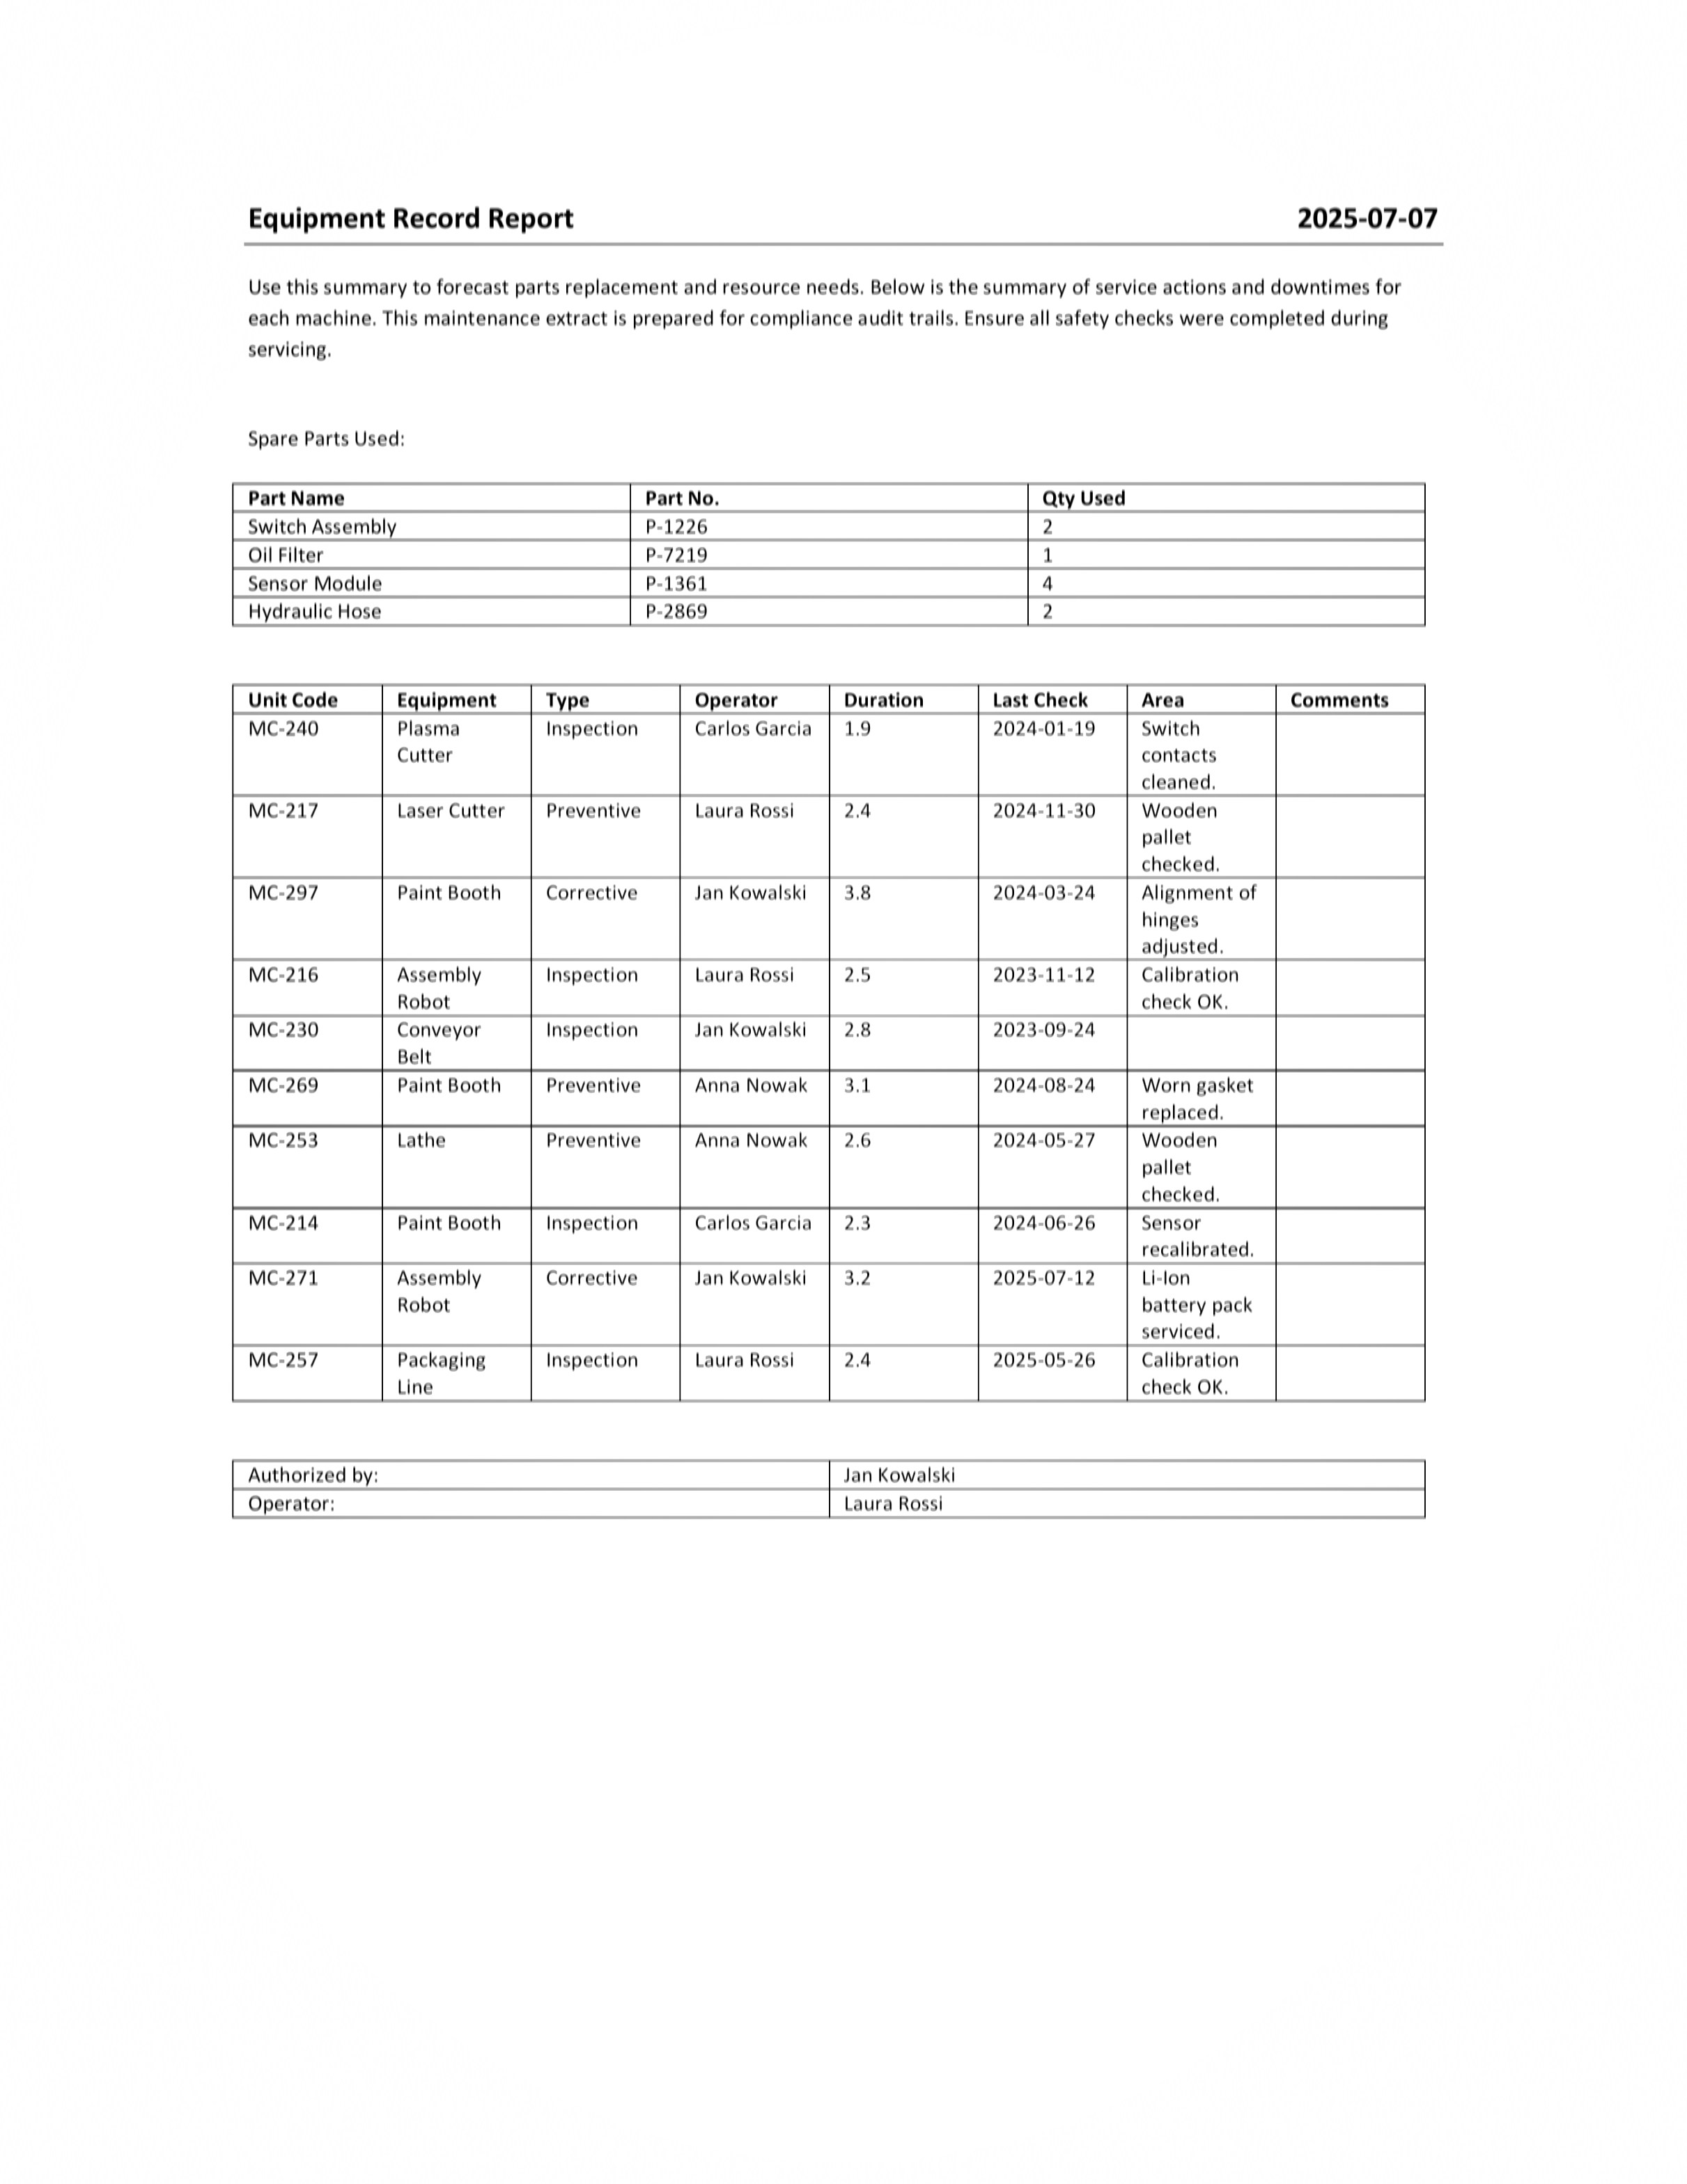 Equipment Record Report 2025-07-07
Use this summary to forecast parts replacement and resource needs. Below is the summary of service actions and downtimes for
each machine. This maintenance extract is prepared for compliance audit trails. Ensure all safety checks were completed during
servicing.
Spare Parts Used:
Part Name Part No. Qty Used
Switch Assembly P-1226 2
Oil Filter P-7219 1
Sensor Module P-1361 4
Hydraulic Hose P-2869 2
Unit Code Equipment Type Operator Duration Last Check Area Comments
MC-240 Plasma Inspection Carlos Garcia 1.9 2024-01-19 Switch
Cutter contacts
cleaned.
MC-217 Laser Cutter Preventive Laura Rossi 2.4 2024-11-30 Wooden
pallet
checked.
MC-297 Paint Booth Corrective Jan Kowalski 3.8 2024-03-24 Alignment of
hinges
adjusted.
MC-216 Assembly Inspection Laura Rossi 2.5 2023-11-12 Calibration
Robot check OK.
MC-230 Conveyor Inspection Jan Kowalski 2.8 2023-09-24
Belt
MC-269 Paint Booth Preventive Anna Nowak 3.1 2024-08-24 Worn gasket
replaced.
MC-253 Lathe Preventive Anna Nowak 2.6 2024-05-27 Wooden
pallet
checked.
MC-214 Paint Booth Inspection Carlos Garcia 2.3 2024-06-26 Sensor
recalibrated.
MC-271 Assembly Corrective Jan Kowalski 3.2 2025-07-12 Li-Ion
Robot battery pack
serviced.
MC-257 Packaging Inspection Laura Rossi 2.4 2025-05-26 Calibration
Line check OK.
Authorized by: Jan Kowalski
Operator: Laura Rossi